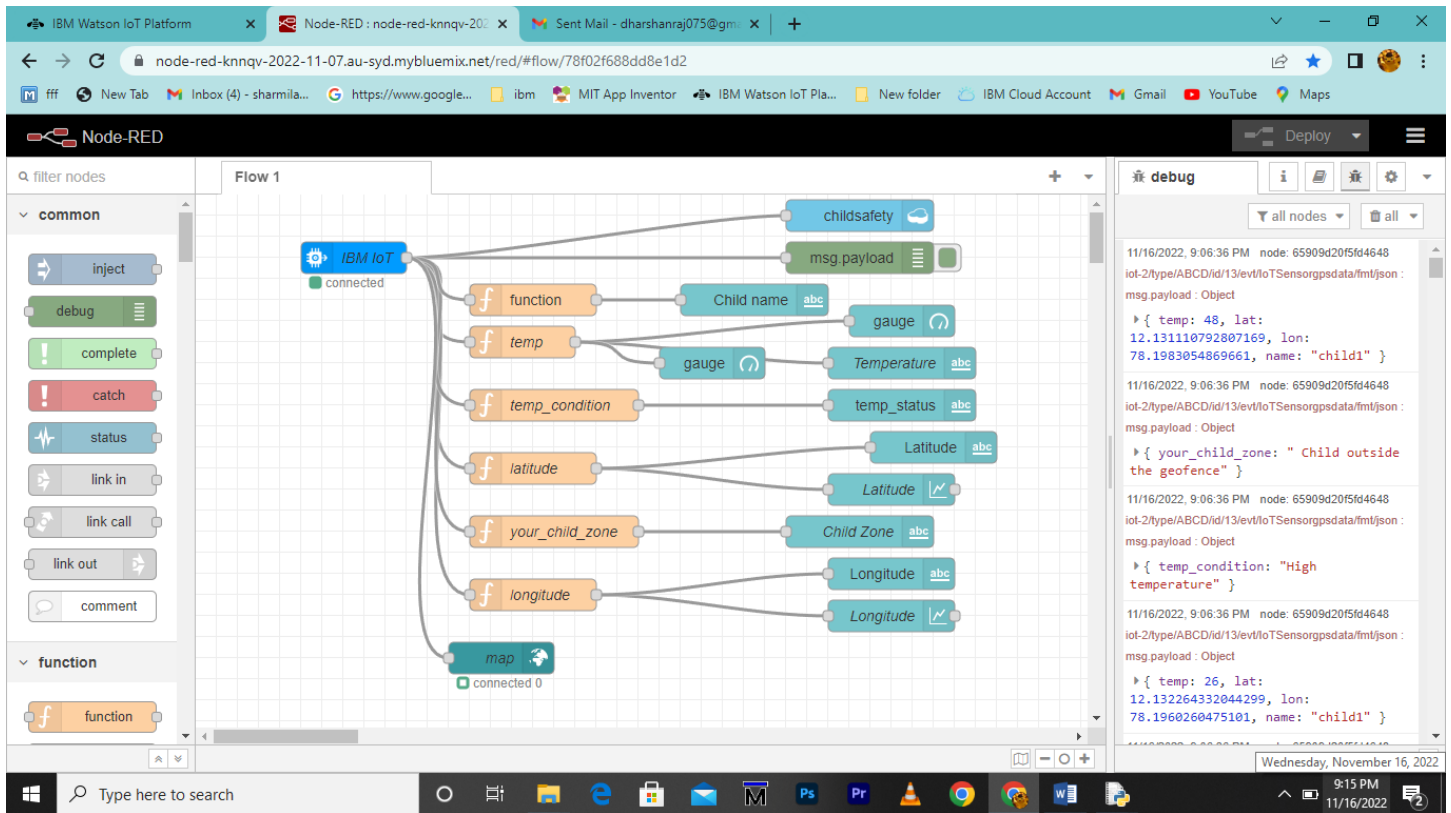 IBM Watson IoT Platform
Node-RED : node-red-knnqv-202
Sent Mail - dharshanraj075@gma
node-red-knnqv-2022-11-07.au-syd.mybluemix.net/red/#flow/78f02f688dd8e1d2
M fff
New Tab
Inbox (4) - sharmila...
https://www.google...
ibm
MIT App Inventor
IBM Watson IoT Pla...
New folder
IBM Cloud Account
Gmail
YouTube
Maps
Node-RED
Deploy
filter nodes
common
inject
debug
complete
catch
status
link in
link call
link out
comment
function
function
Flow 1
IBM IoT
connected
childsafety
msg.payload
function
Child name abc
temp
gauge
gauge
Temperature abc
temp_condition
temp_status abc
latitude
Latitude abc
Latitude
your_child_zone
Child Zone abc
longitude
Longitude abc
Longitude
map
connected 0
debug
i
all nodes
all
11/16/2022, 9:06:36 PM node: 65909d20f5fd4648
iot-2/type/ABCD/id/13/evt/IoTSensorgpsdata/fmt/json :
msg.payload : Object
{ temp: 48, lat:
12.131110792807169, lon:
78.1983054869661, name: "child1" }
11/16/2022, 9:06:36 PM node: 65909d20f5fd4648
iot-2/type/ABCD/id/13/evt/IoTSensorgpsdata/fmt/json :
msg.payload : Object
{ your_child_zone: " Child outside
the geofence" }
11/16/2022, 9:06:36 PM node: 65909d20f5fd4648
iot-2/type/ABCD/id/13/evt/IoTSensorgpsdata/fmt/json :
msg.payload : Object
{ temp_condition: "High
temperature" }
11/16/2022, 9:06:36 PM node: 65909d20f5fd4648
iot-2/type/ABCD/id/13/evt/IoTSensorgpsdata/fmt/json :
msg.payload : Object
{ temp: 26, lat:
12.132264332044299, lon:
78.1960260475101, name: "child1" }
Wednesday, November 16, 2022
Type here to search
Ps
Pr
9:15 PM
11/16/2022
2